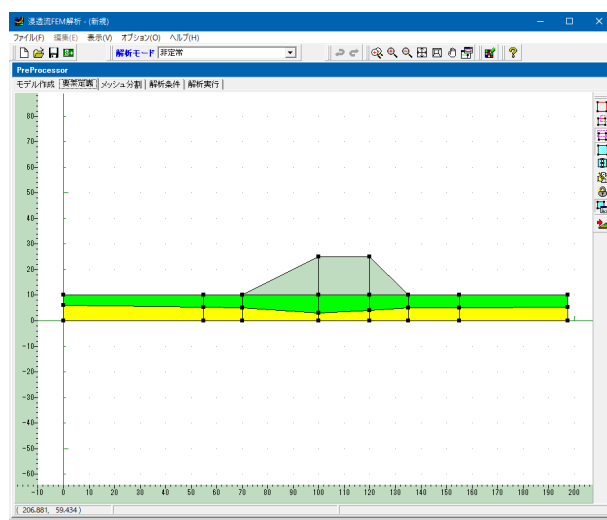 浸透流FEM解析 - (新規)
ファイル(F) 編集(E) 表示(V) オプション(O) ヘルプ(H)
解析モード 非定常
PreProcessor
モデル作成 要素定義 メッシュ分割 解析条件 解析実行
80
70
60
50
40
30
20
10
0
-10
-20
-30
-40
-50
-60
-10 0 10 20 30 40 50 60 70 80 90 100 110 120 130 140 150 160 170 180 190 200
( 206.881, 59.434 )